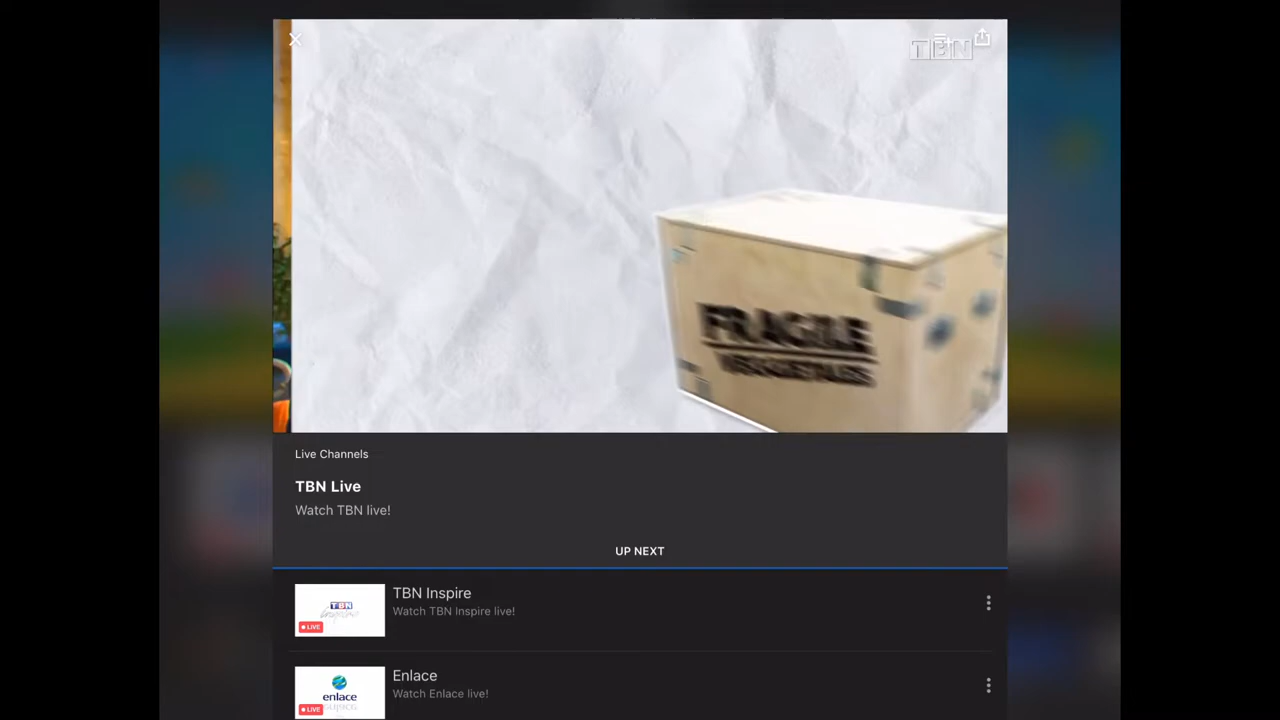 TBN
FRAGILE
Live Channels
TBN Live
Watch TBN live!
UP NEXT
TBN
LIVE
TBN Inspire
Watch TBN Inspire live!
enlace
LIVE
Enlace
Watch Enlace live!